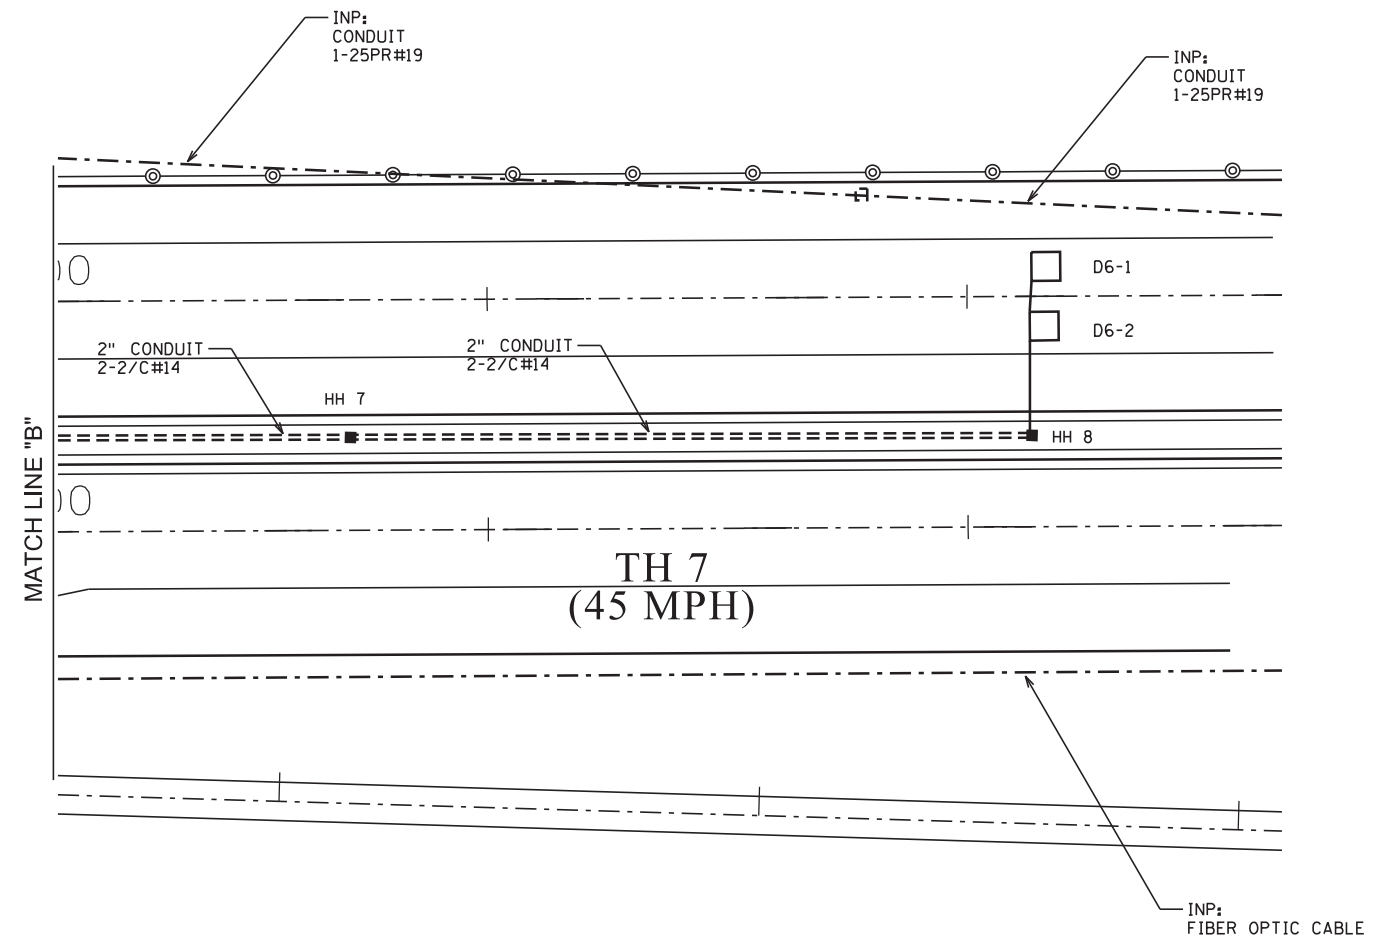 INP:
CONDUIT
1-25PR#19
INP:
CONDUIT
1-25PR#19
D6-1
D6-2
2" CONDUIT
2-2/C#14
2" CONDUIT
2-2/C#14
HH 7
HH 8
MATCH LINE "B"
TH 7
(45 MPH)
INP:
FIBER OPTIC CABLE